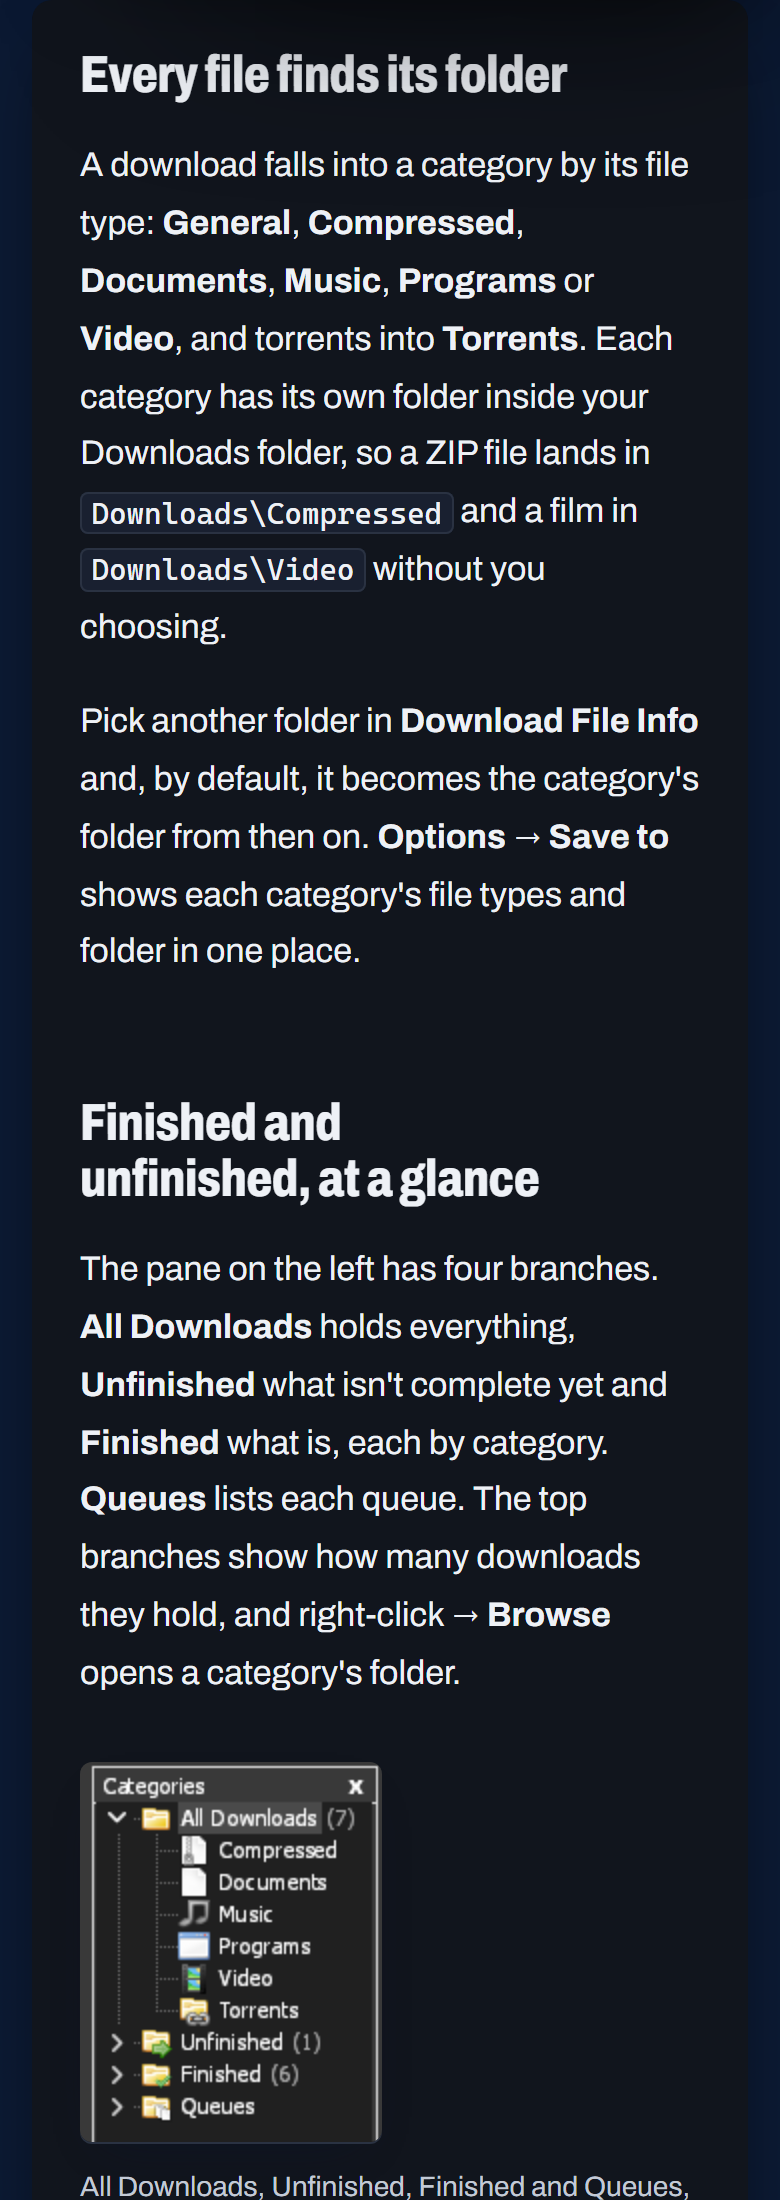 Every file finds its folder
A download falls into a category by its file
type: General, Compressed,
Documents, Music, Programs or
Video, and torrents into Torrents. Each
category has its own folder inside your
Downloads folder, so a ZIP file lands in
Downloads\Compressed and a film in
Downloads\Video without you
choosing.
Pick another folder in Download File Info
and, by default, it becomes the category's
folder from then on. Options → Save to
shows each category's file types and
folder in one place.
Finished and
unfinished, at a glance
The pane on the left has four branches.
All Downloads holds everything,
Unfinished what isn't complete yet and
Finished what is, each by category.
Queues lists each queue. The top
branches show how many downloads
they hold, and right-click → Browse
opens a category's folder.
Categories x
All Downloads (7)
Compressed
Documents
Music
Programs
Video
Torrents
Unfinished (1)
Finished (6)
Queues
All Downloads, Unfinished, Finished and Queues,